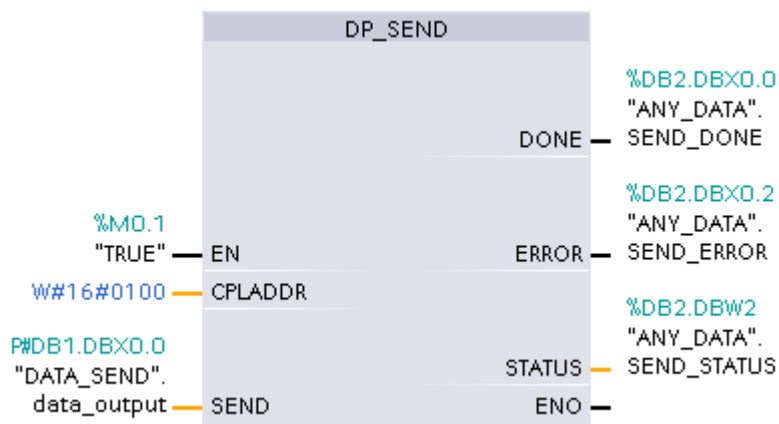 DP_SEND
%DB2.DBX0.0
"ANY_DATA".
DONE SEND_DONE
%DB2.DBX0.2
%M0.1 "ANY_DATA".
"TRUE" EN ERROR SEND_ERROR
W#16#0100 CPLADDR
%DB2.DBW2
P#DB1.DBX0.0 "ANY_DATA".
"DATA_SEND". STATUS SEND_STATUS
data_output SEND ENO